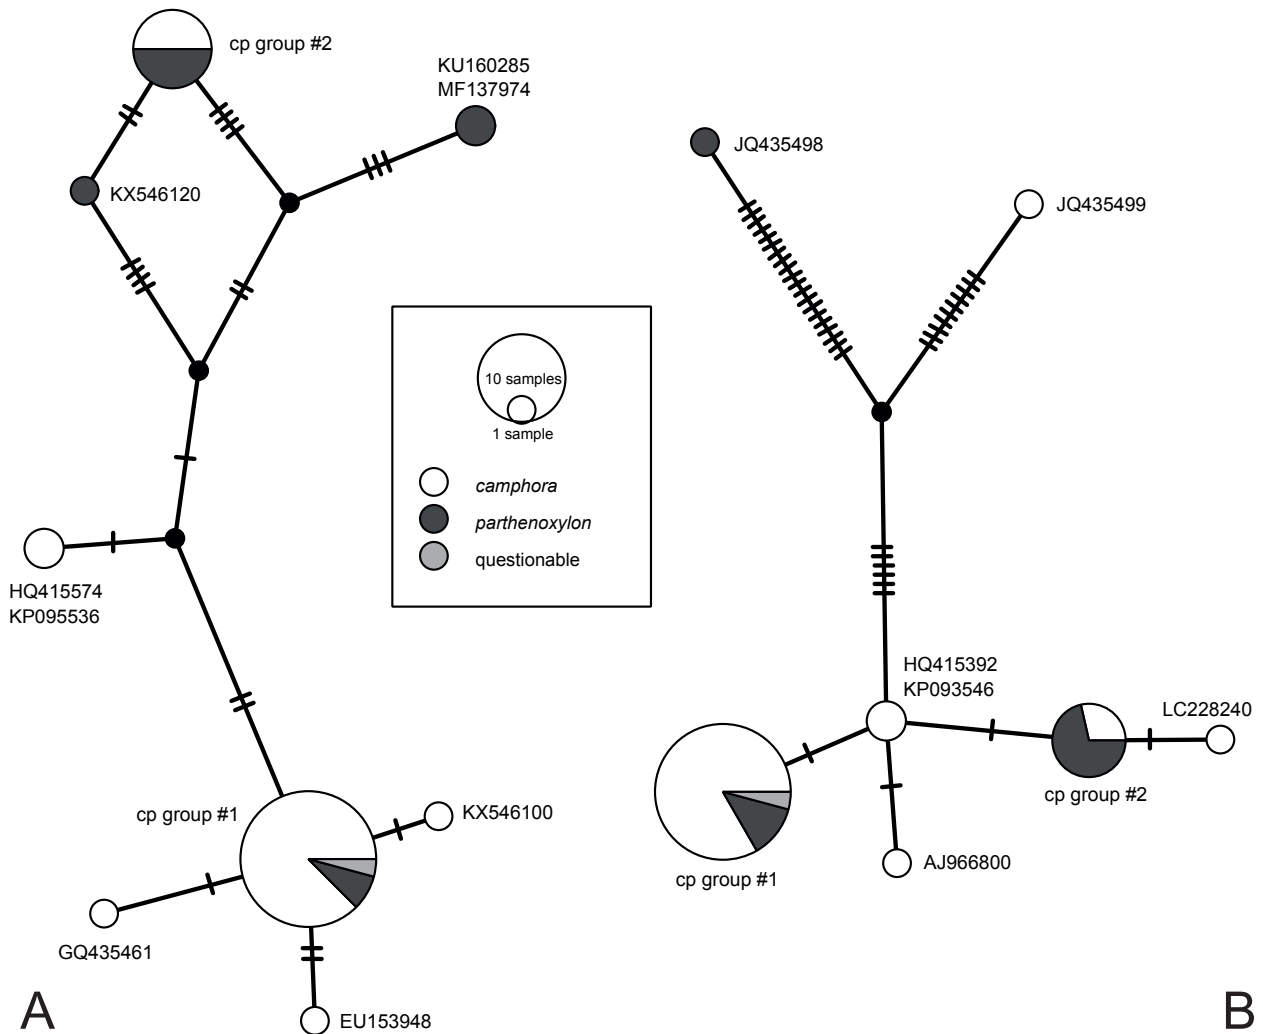 cp group #2
KU160285
MF137974
KX546120
HQ415574
KP095536
cp group #1
KX546100
GQ435461
EU153948
A
10 samples
1 sample
camphora
parthenoxylon
questionable
JQ435498
JQ435499
HQ415392
KP093546
LC228240
cp group #2
cp group #1
AJ966800
B